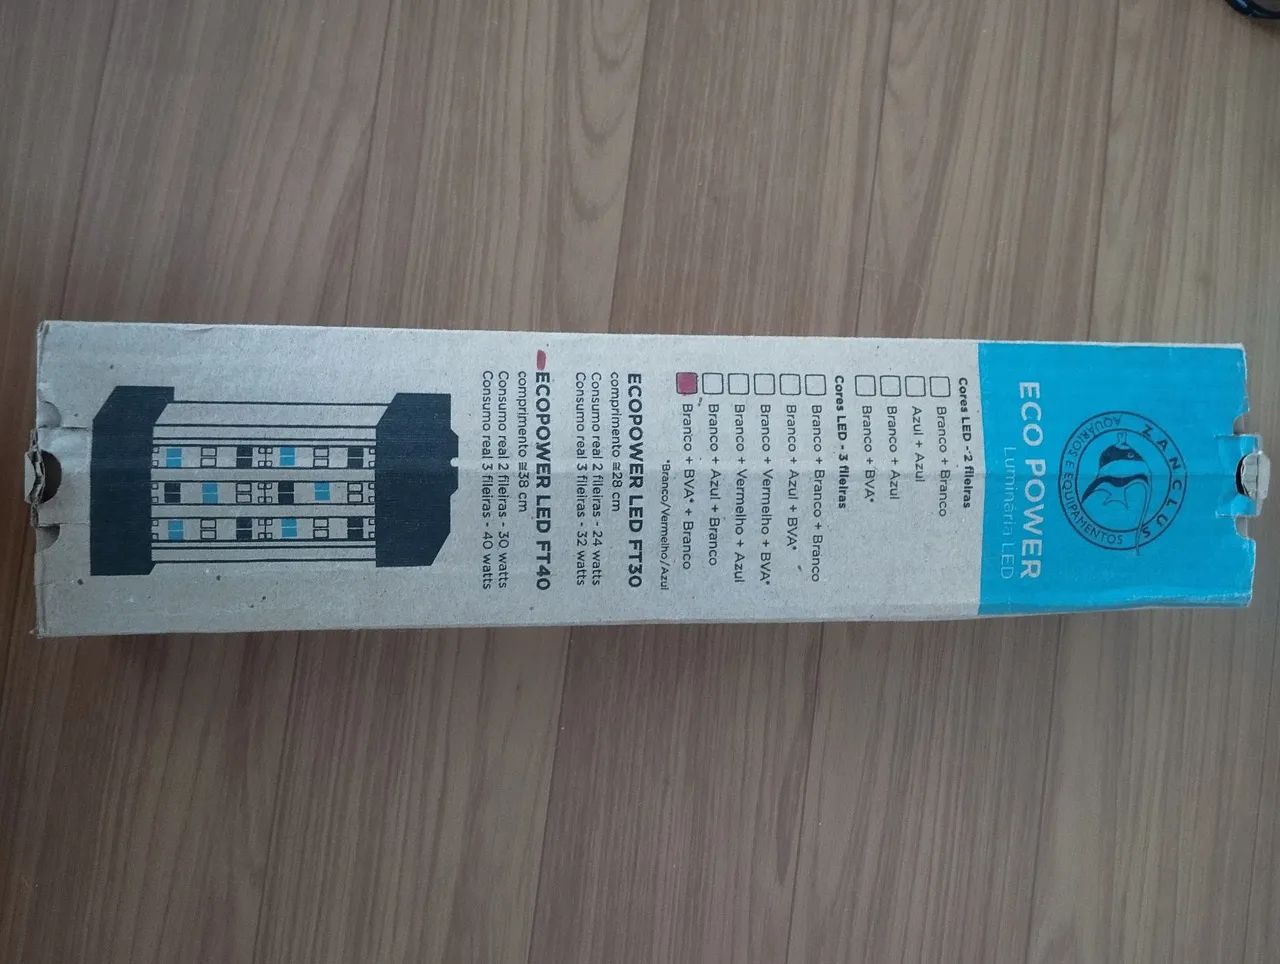 ZANCLUS
AQUÁRIOS E EQUIPAMENTOS
ECO POWER
Luminária LED
Cores LED - 2 fileiras
Branco + Branco
Azul + Azul
Branco + Azul
Branco + BVA*
Cores LED - 3 fileiras
Branco + Branco + Branco
Branco + Azul + BVA*
Branco + Vermelho + BVA*
Branco + Vermelho + Azul
Branco + Azul + Branco
Branco + BVA* + Branco
*Branco/Vermelho/Azul
ECOPOWER LED FT30
comprimento ≅28 cm
Consumo real 2 fileiras - 24 watts
Consumo real 3 fileiras - 32 watts
ECOPOWER LED FT40
comprimento ≅38 cm
Consumo real 2 fileiras - 30 watts
Consumo real 3 fileiras - 40 watts